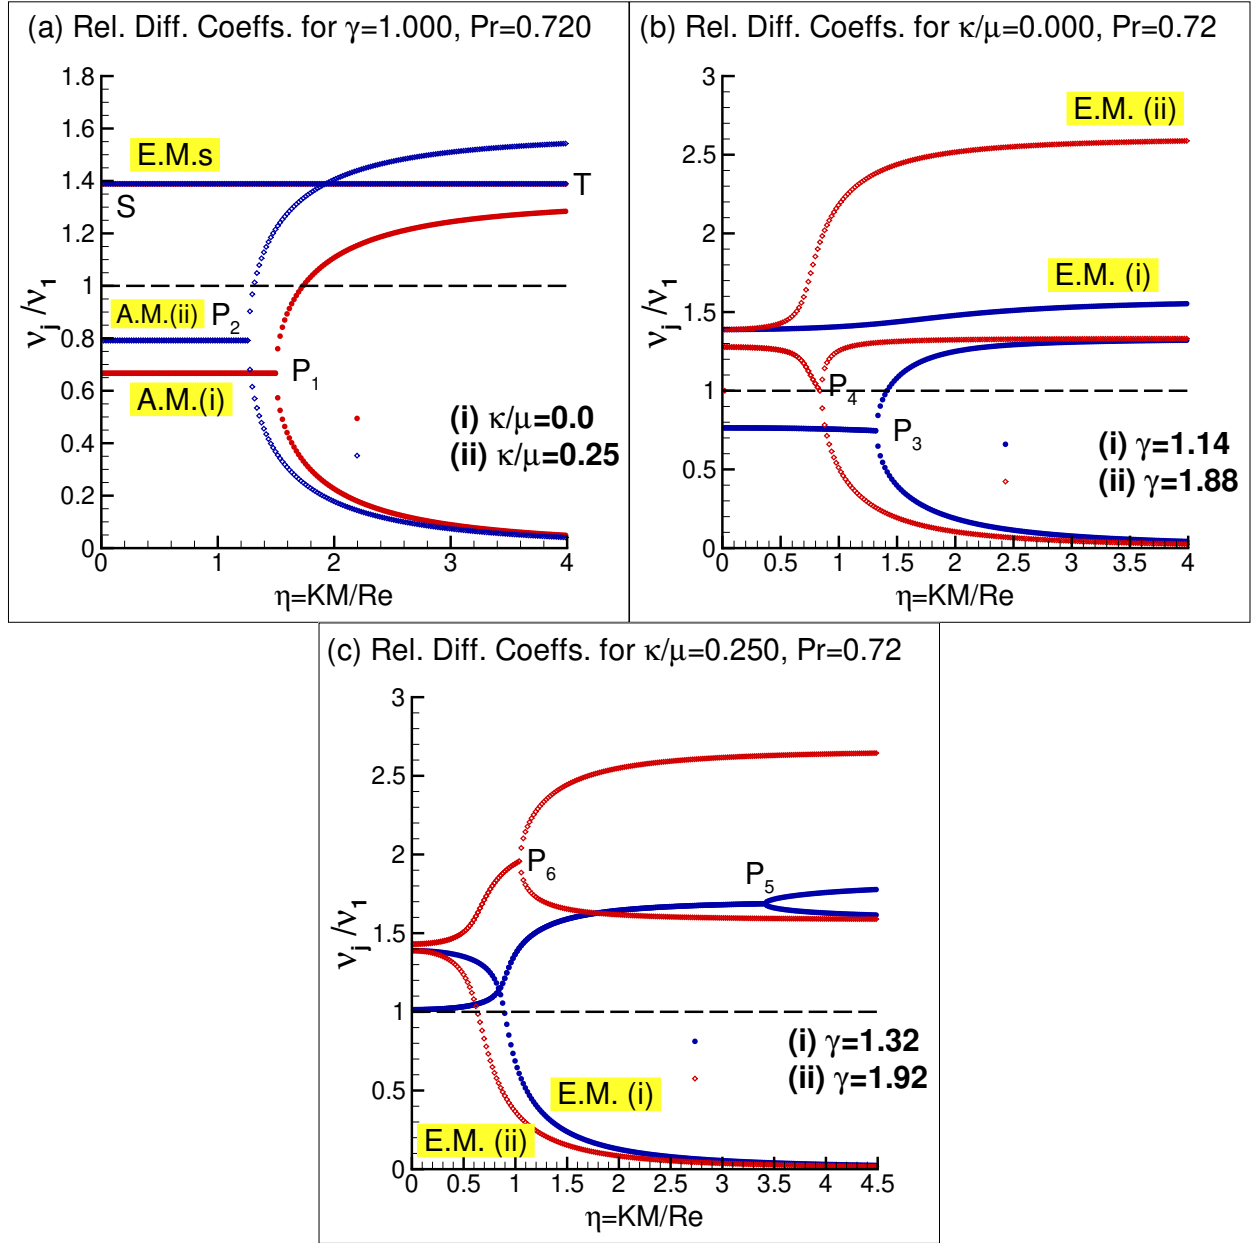 (a) Rel. Diff. Coeffs. for γ=1.000, Pr=0.720
1.8
1.6
1.4
1.2
1
0.8
0.6
0.4
0.2
0
ν_j/ν_1
E.M.s
S
T
A.M.(ii)
P_2
P_1
A.M.(i)
(i) κ/μ=0.0
(ii) κ/μ=0.25
0 1 2 3 4
η=KM/Re
(b) Rel. Diff. Coeffs. for κ/μ=0.000, Pr=0.72
3
2.5
2
1.5
1
0.5
0
ν_j/ν_1
E.M. (ii)
E.M. (i)
P_4
P_3
(i) γ=1.14
(ii) γ=1.88
0 0.5 1 1.5 2 2.5 3 3.5 4
η=KM/Re
(c) Rel. Diff. Coeffs. for κ/μ=0.250, Pr=0.72
3
2.5
2
1.5
1
0.5
0
ν_j/ν_1
P_6
P_5
(i) γ=1.32
(ii) γ=1.92
E.M. (i)
E.M. (ii)
0 0.5 1 1.5 2 2.5 3 3.5 4 4.5
η=KM/Re